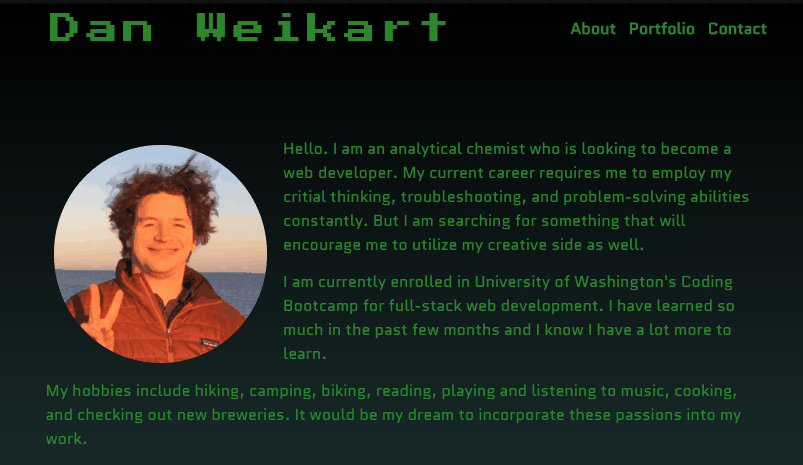 Dan Weikart
About Portfolio Contact
Hello. I am an analytical chemist who is looking to become a
web developer. My current career requires me to employ my
critial thinking, troubleshooting, and problem-solving abilities
constantly. But I am searching for something that will
encourage me to utilize my creative side as well.
I am currently enrolled in University of Washington's Coding
Bootcamp for full-stack web development. I have learned so
much in the past few months and I know I have a lot more to
learn.
My hobbies include hiking, camping, biking, reading, playing and listening to music, cooking,
and checking out new breweries. It would be my dream to incorporate these passions into my
work.